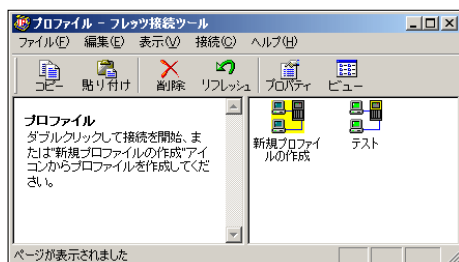 プロファイル - フレッツ接続ツール
ファイル(F) 編集(E) 表示(V) 接続(C) ヘルプ(H)
コピー 貼り付け 削除 リフレッシュ プロパティ ビュー
プロファイル
ダブルクリックして接続を開始、ま
たは"新規プロファイルの作成"アイ
コンからプロファイルを作成してくだ
さい。
新規プロファイ
ルの作成
テスト
ページが表示されました